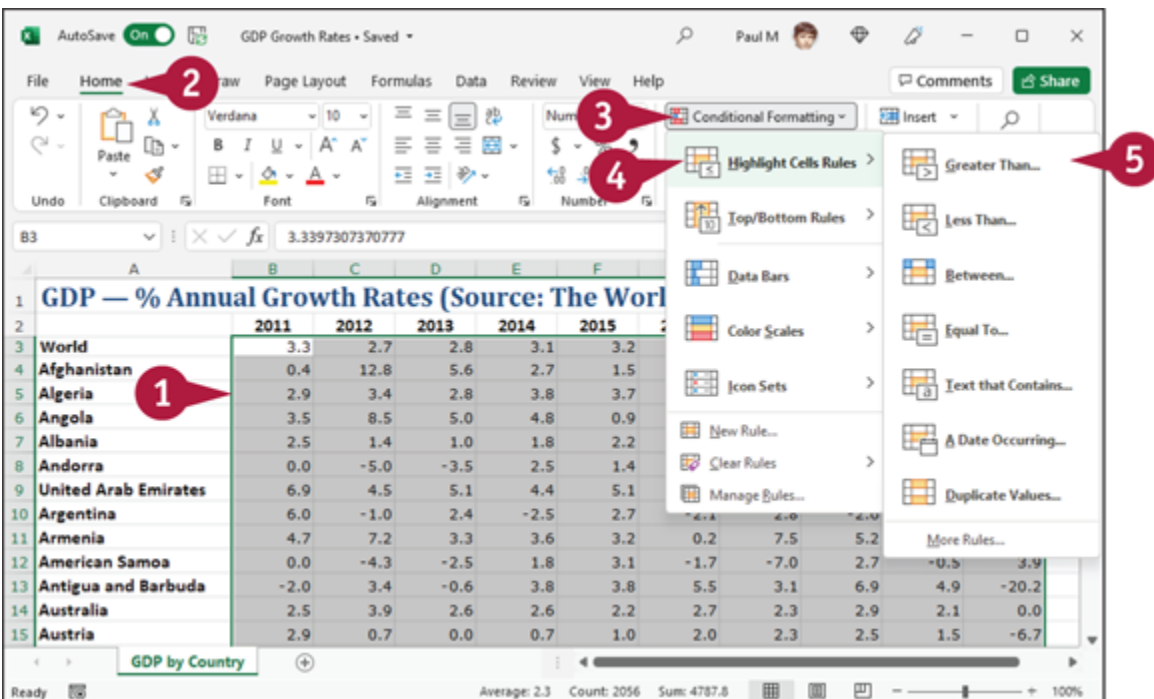 AutoSave On GDP Growth Rates • Saved Paul M
File Home raw Page Layout Formulas Data Review View Help Comments Share
2
Verdana 10 Num Conditional Formatting Insert
3
Paste B I U A A A $ %
4
Undo Clipboard Font Alignment Number
Highlight Cells Rules
Top/Bottom Rules
Data Bars
Color Scales
Icon Sets
New Rule...
Clear Rules
Manage Rules...
Greater Than...
5
Less Than...
Between...
Equal To...
Text that Contains...
A Date Occurring...
Duplicate Values...
More Rules...
B3 fx 3.3397307370777
A B C D E F
1 GDP — % Annual Growth Rates (Source: The Worl
2 2011 2012 2013 2014 2015 2
3 World 3.3 2.7 2.8 3.1 3.2
4 Afghanistan 0.4 12.8 5.6 2.7 1.5
1
5 Algeria 2.9 3.4 2.8 3.8 3.7
6 Angola 3.5 8.5 5.0 4.8 0.9
7 Albania 2.5 1.4 1.0 1.8 2.2
8 Andorra 0.0 -5.0 -3.5 2.5 1.4
9 United Arab Emirates 6.9 4.5 5.1 4.4 5.1
10 Argentina 6.0 -1.0 2.4 -2.5 2.7 -2.1 2.8 -2.6
11 Armenia 4.7 7.2 3.3 3.6 3.2 0.2 7.5 5.2
12 American Samoa 0.0 -4.3 -2.5 1.8 3.1 -1.7 -7.0 2.7 -0.5 3.9
13 Antigua and Barbuda -2.0 3.4 -0.6 3.8 3.8 5.5 3.1 6.9 4.9 -20.2
14 Australia 2.5 3.9 2.6 2.6 2.2 2.7 2.3 2.9 2.1 0.0
15 Austria 2.9 0.7 0.0 0.7 1.0 2.0 2.3 2.5 1.5 -6.7
GDP by Country
Ready Average: 2.3 Count: 2056 Sum: 4787.8 100%